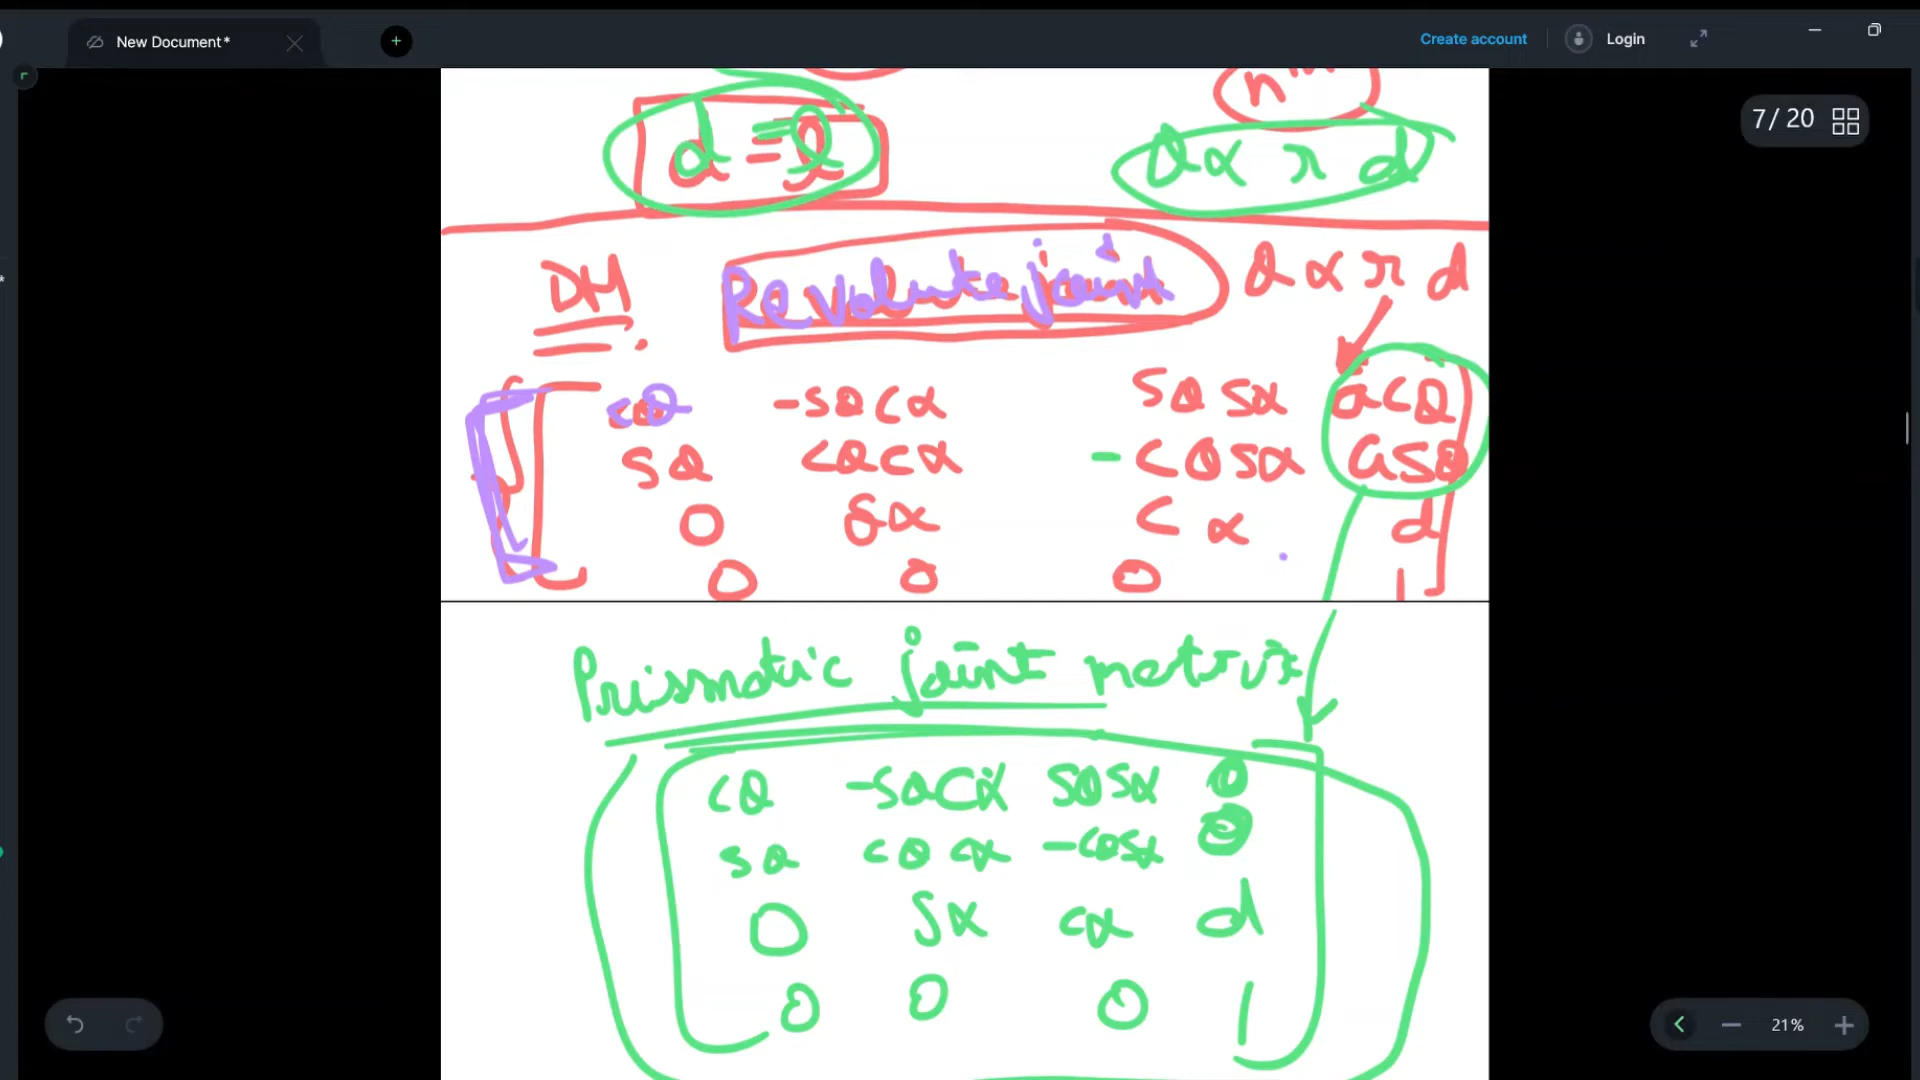 New Document*
Create account
Login
7/ 20
d = l
θ α r d
DM
Revolute joint
θ α r d
cθ -sθcα sθsα acθ
sθ cθcα -cθsα asθ
0 sα cα d
0 0 0 1
Prismatic joint matrix
cθ -sθcα sθsα 0
sθ cθcα -cθsα 0
0 sα cα d
0 0 0 1
21%